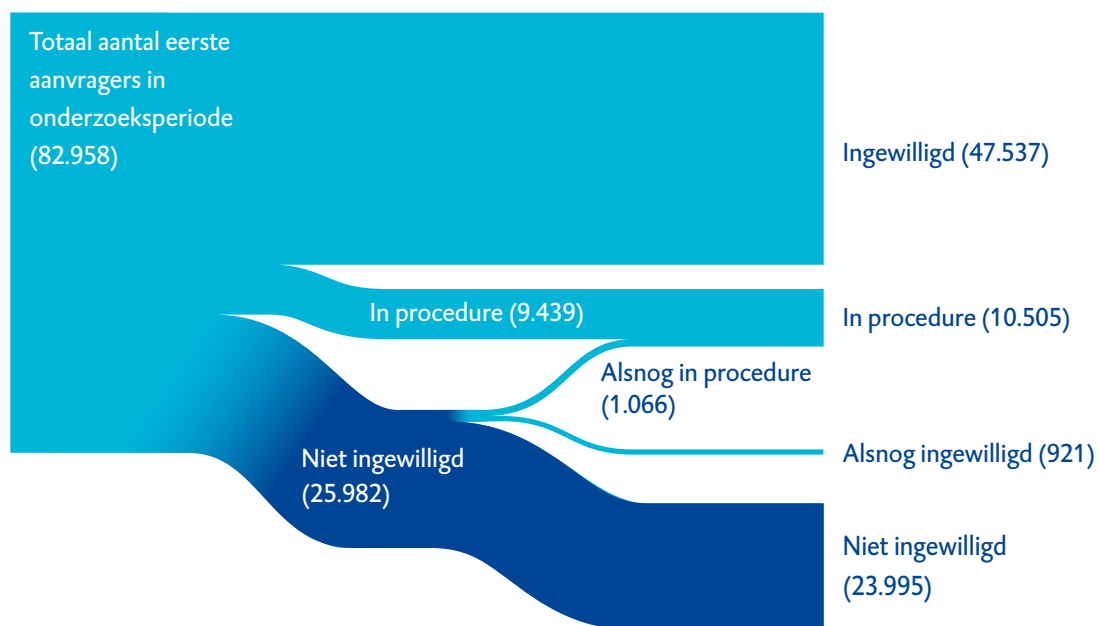 Totaal aantal eerste
aanvragers in
onderzoeksperiode
(82.958)
Ingewilligd (47.537)
In procedure (9.439)
In procedure (10.505)
Alsnog in procedure
(1.066)
Alsnog ingewilligd (921)
Niet ingewilligd
(25.982)
Niet ingewilligd
(23.995)